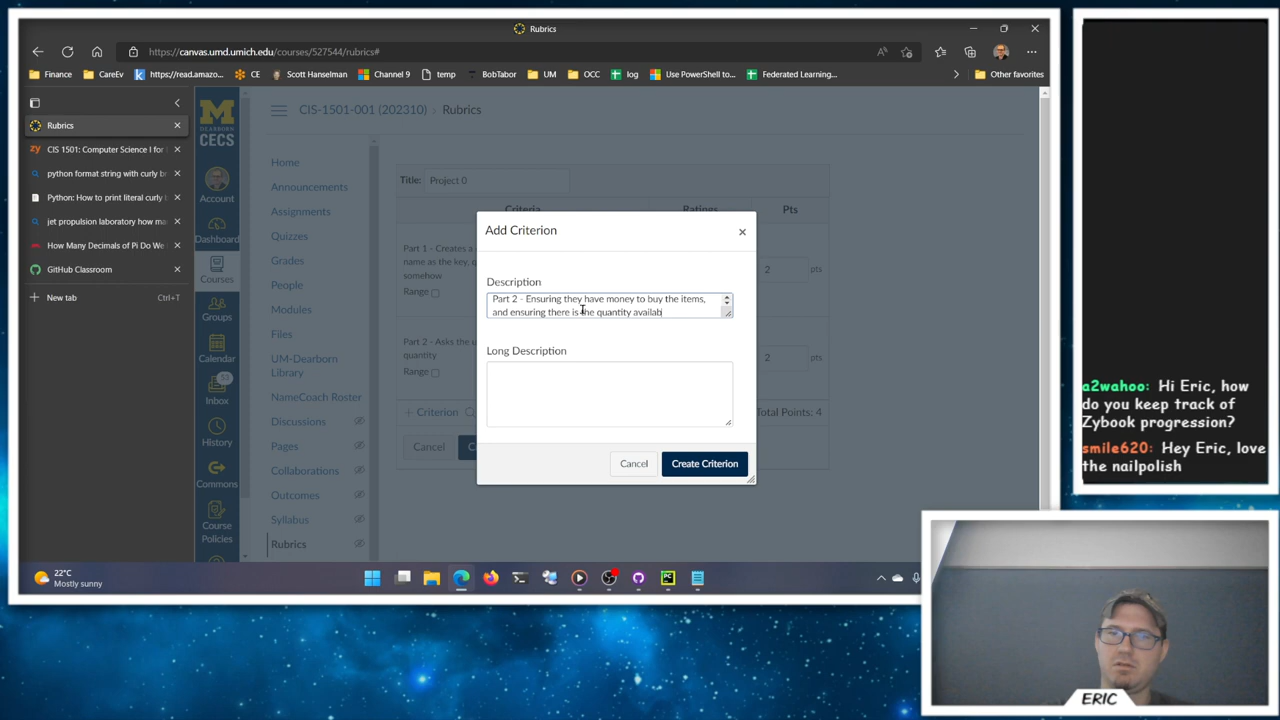 Rubrics
https://canvas.umd.umich.edu/courses/527544/rubrics#
Finance
CareEv
https://read.amazo...
CE
Scott Hanselman
Channel 9
temp
BobTabor
UM
OCC
log
Use PowerShell to...
Federated Learning...
Other favorites
Rubrics
CIS 1501: Computer Science I for
python format string with curly br
Python: How to print literal curly
jet propulsion laboratory how ma
How Many Decimals of Pi Do We
GitHub Classroom
New tab
Ctrl+T
M
DEARBORN
CECS
Account
Dashboard
Courses
Groups
Calendar
Inbox
History
Commons
Course
Policies
CIS-1501-001 (202310) › Rubrics
Home
Announcements
Assignments
Quizzes
Grades
People
Modules
Files
UM-Dearborn
Library
NameCoach Roster
Discussions
Pages
Collaborations
Outcomes
Syllabus
Rubrics
Title: Project 0
Criteria
Ratings
Pts
Part 1 - Creates a
name as the key; q
somehow
Range
2 pts
Part 2 - Asks the u
quantity
Range
2 pts
+ Criterion
Total Points: 4
Cancel
Add Criterion
Description
Part 2 - Ensuring they have money to buy the items,
and ensuring there is the quantity availab
Long Description
Cancel
Create Criterion
22°C
Mostly sunny
a2wahoo: Hi Eric, how
do you keep track of
Zybook progression?
smile620: Hey Eric, love
the nailpolish
ERIC